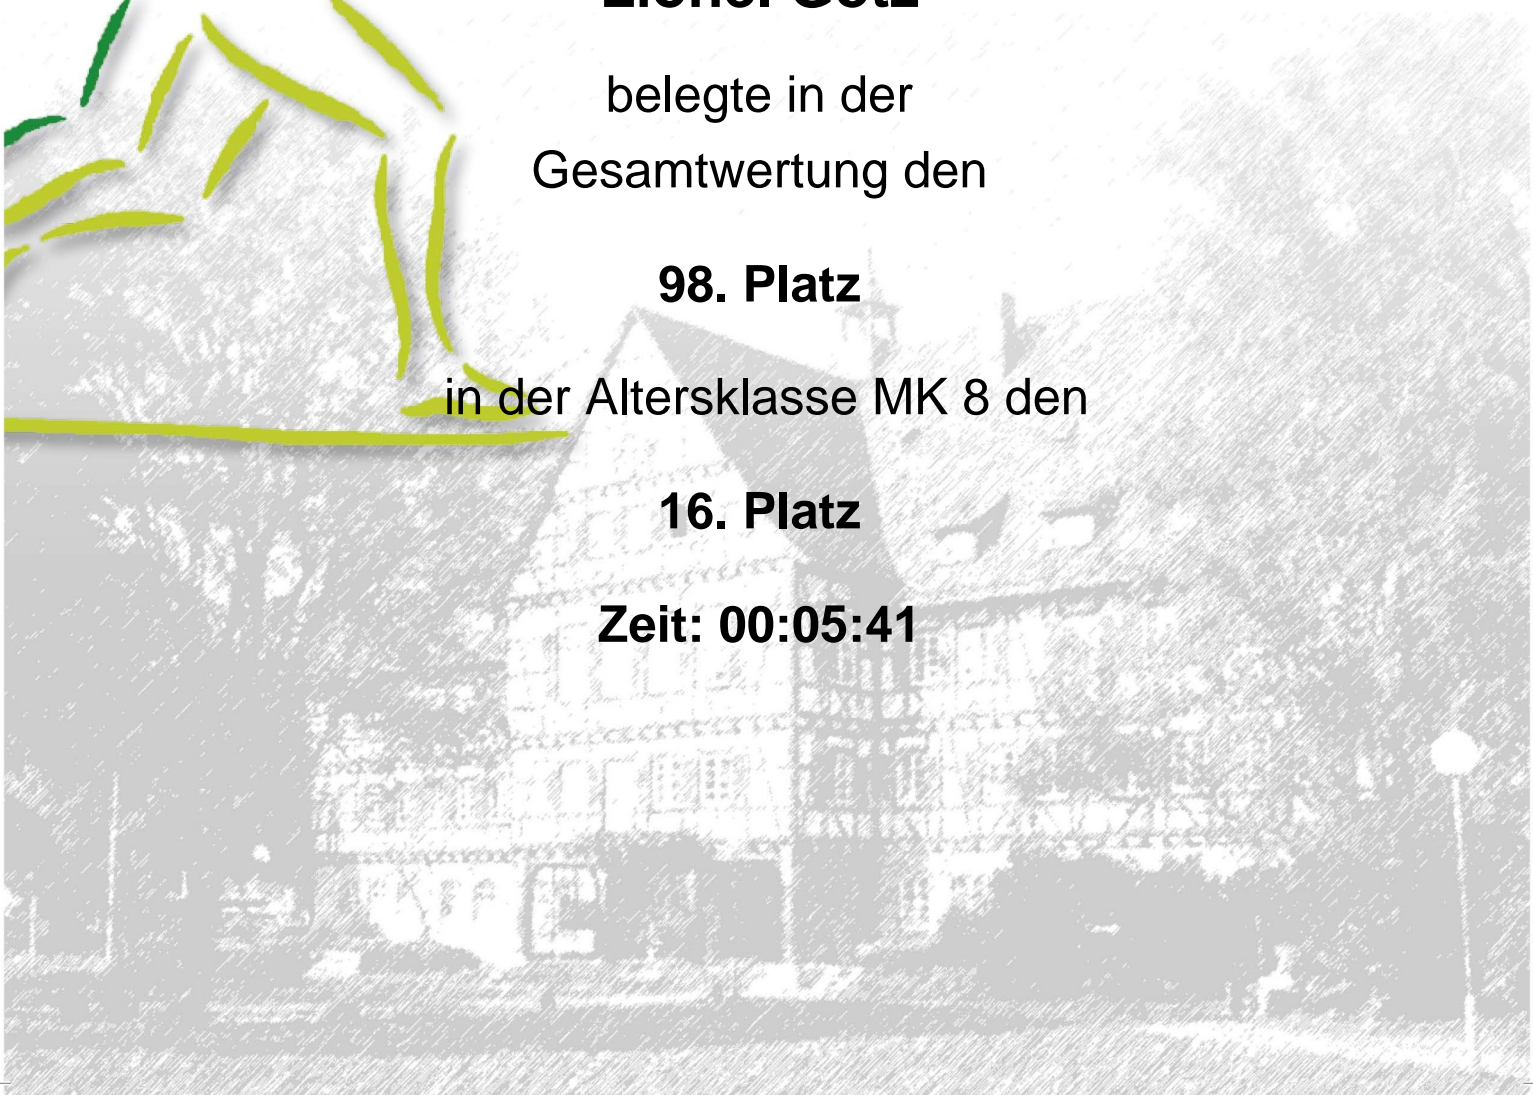 belegte in der
Gesamtwertung den
98. Platz
in der Altersklasse MK 8 den
16. Platz
Zeit: 00:05:41